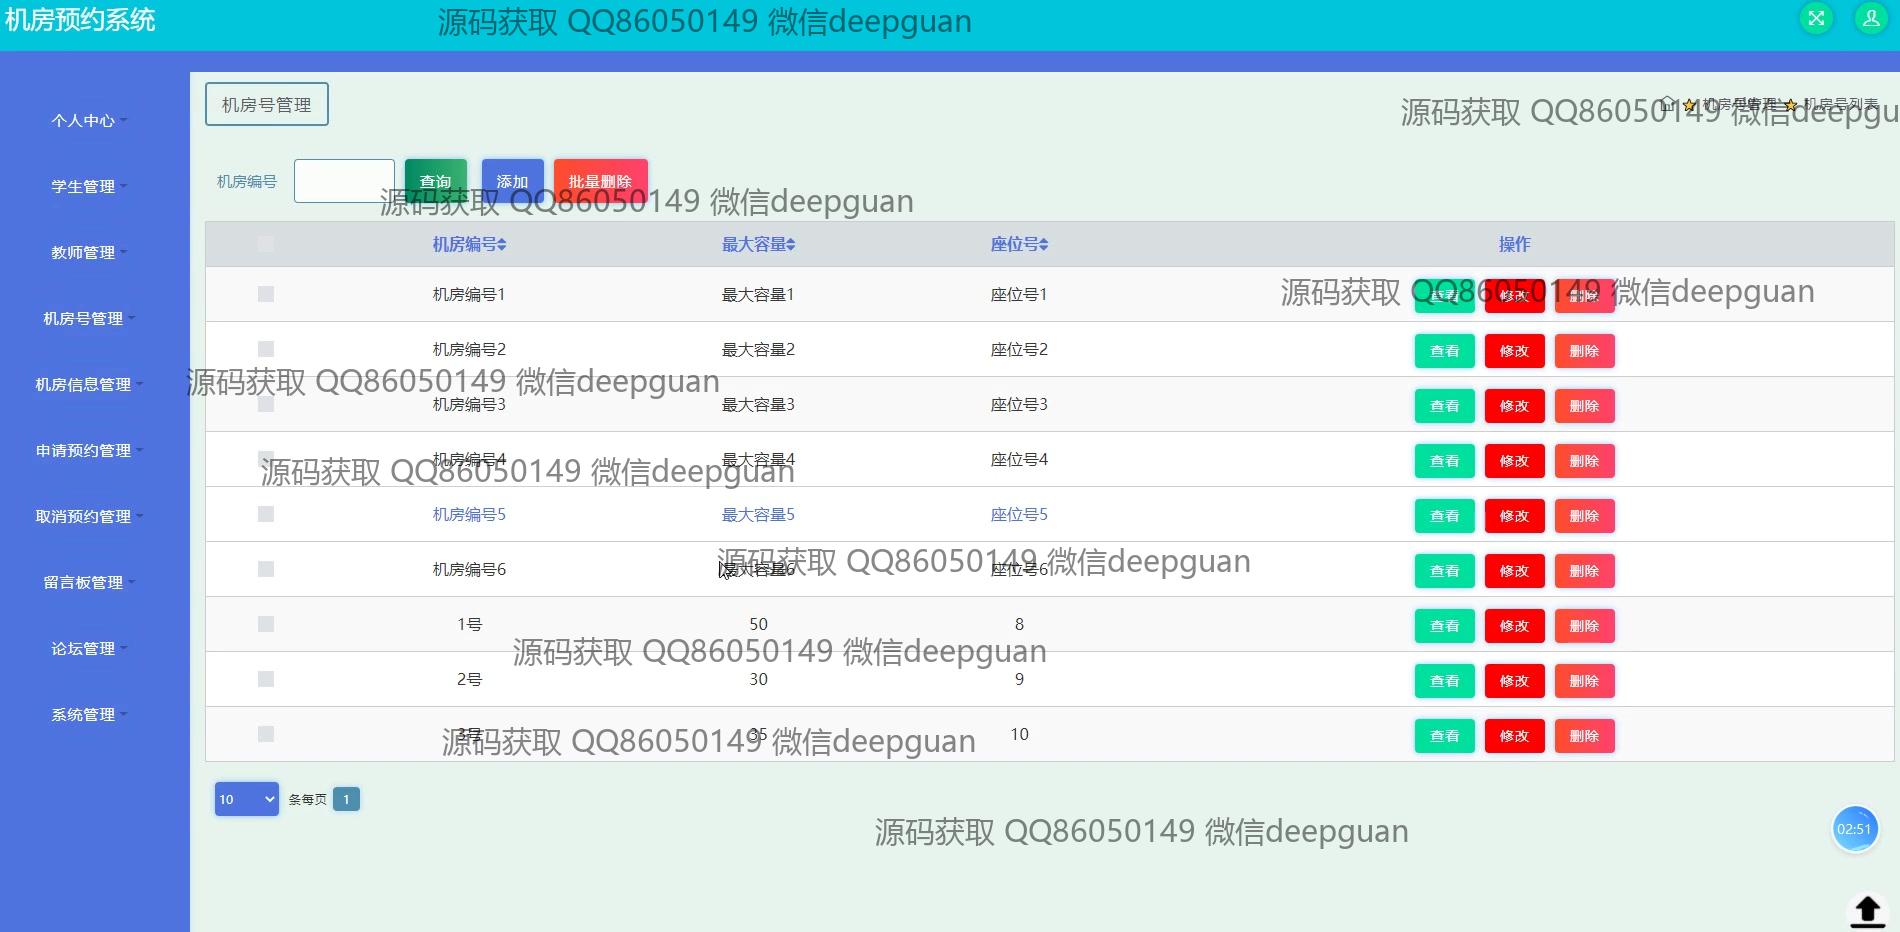 机房预约系统
源码获取 QQ86050149 微信deepguan
机房号管理
机房号管理 机房号列表
源码获取 QQ86050149 微信deepgu
个人中心
学生管理
教师管理
机房号管理
机房信息管理
申请预约管理
取消预约管理
留言板管理
论坛管理
系统管理
机房编号 查询 添加 批量删除
源码获取 QQ86050149 微信deepguan
机房编号 最大容量 座位号 操作
机房编号1 最大容量1 座位号1 查看 修改 删除
源码获取 QQ86050149 微信deepguan
机房编号2 最大容量2 座位号2 查看 修改 删除
源码获取 QQ86050149 微信deepguan
机房编号3 最大容量3 座位号3 查看 修改 删除
机房编号4 最大容量4 座位号4 查看 修改 删除
源码获取 QQ86050149 微信deepguan
机房编号5 最大容量5 座位号5 查看 修改 删除
机房编号6 最大容量6 座位号6 查看 修改 删除
源码获取 QQ86050149 微信deepguan
1号 50 8 查看 修改 删除
源码获取 QQ86050149 微信deepguan
2号 30 9 查看 修改 删除
3号 35 10 查看 修改 删除
源码获取 QQ86050149 微信deepguan
10 条每页 1
源码获取 QQ86050149 微信deepguan
02:51